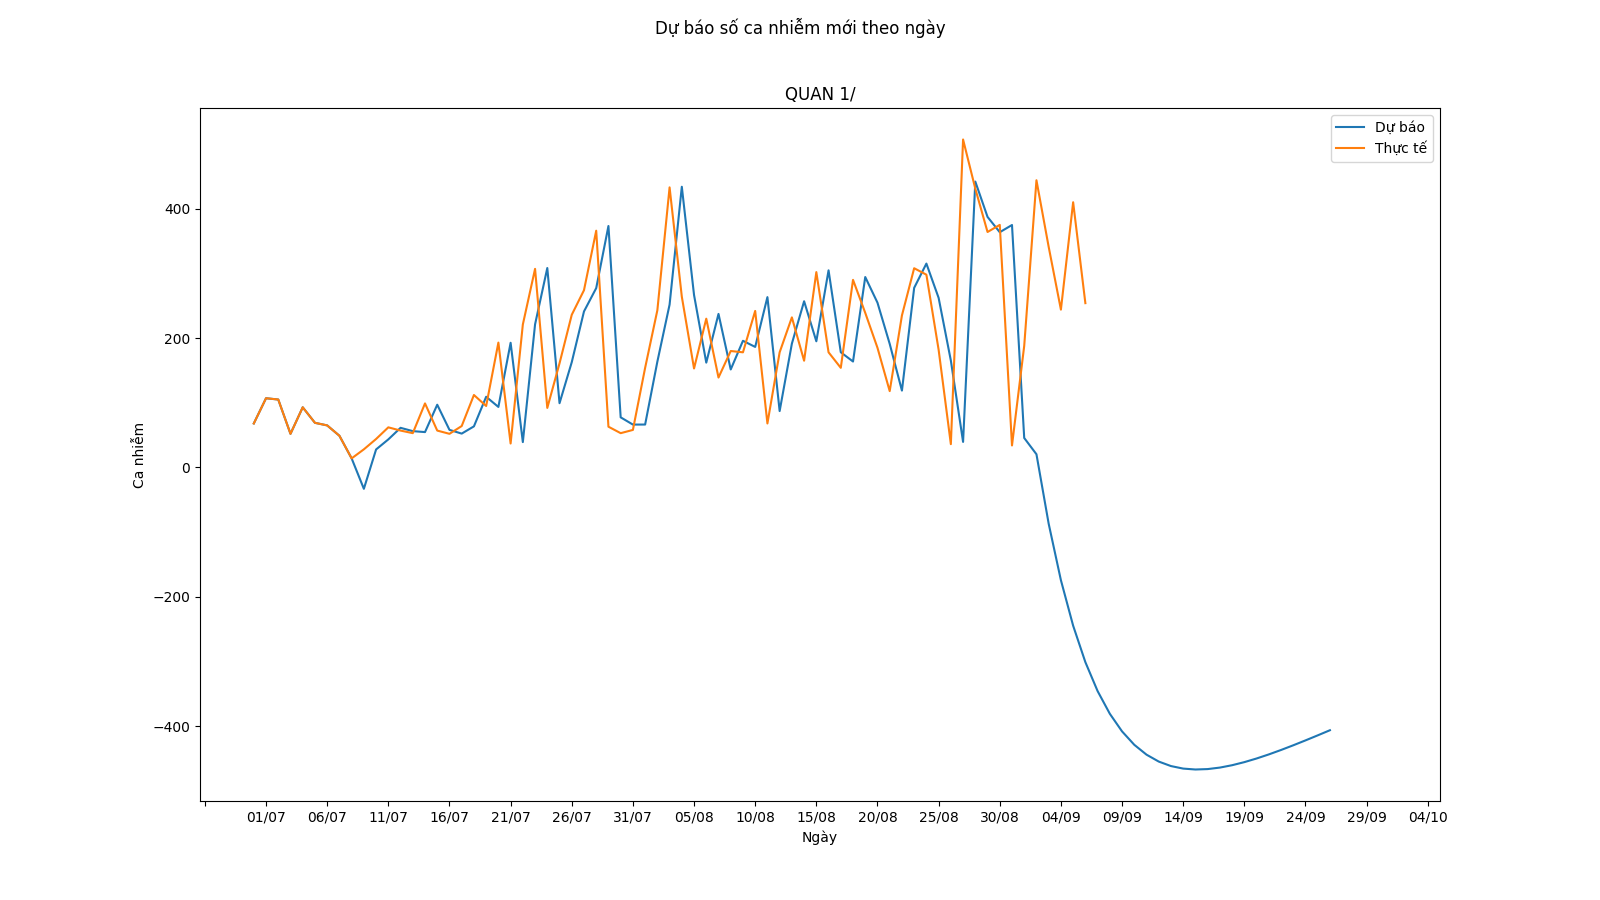 Dự báo số ca nhiễm mới theo ngày
QUAN 1/
Dự báo
Thực tế
400
200
0
−200
−400
Ca nhiễm
01/07 06/07 11/07 16/07 21/07 26/07 31/07 05/08 10/08 15/08 20/08 25/08 30/08 04/09 09/09 14/09 19/09 24/09 29/09 04/10
Ngày